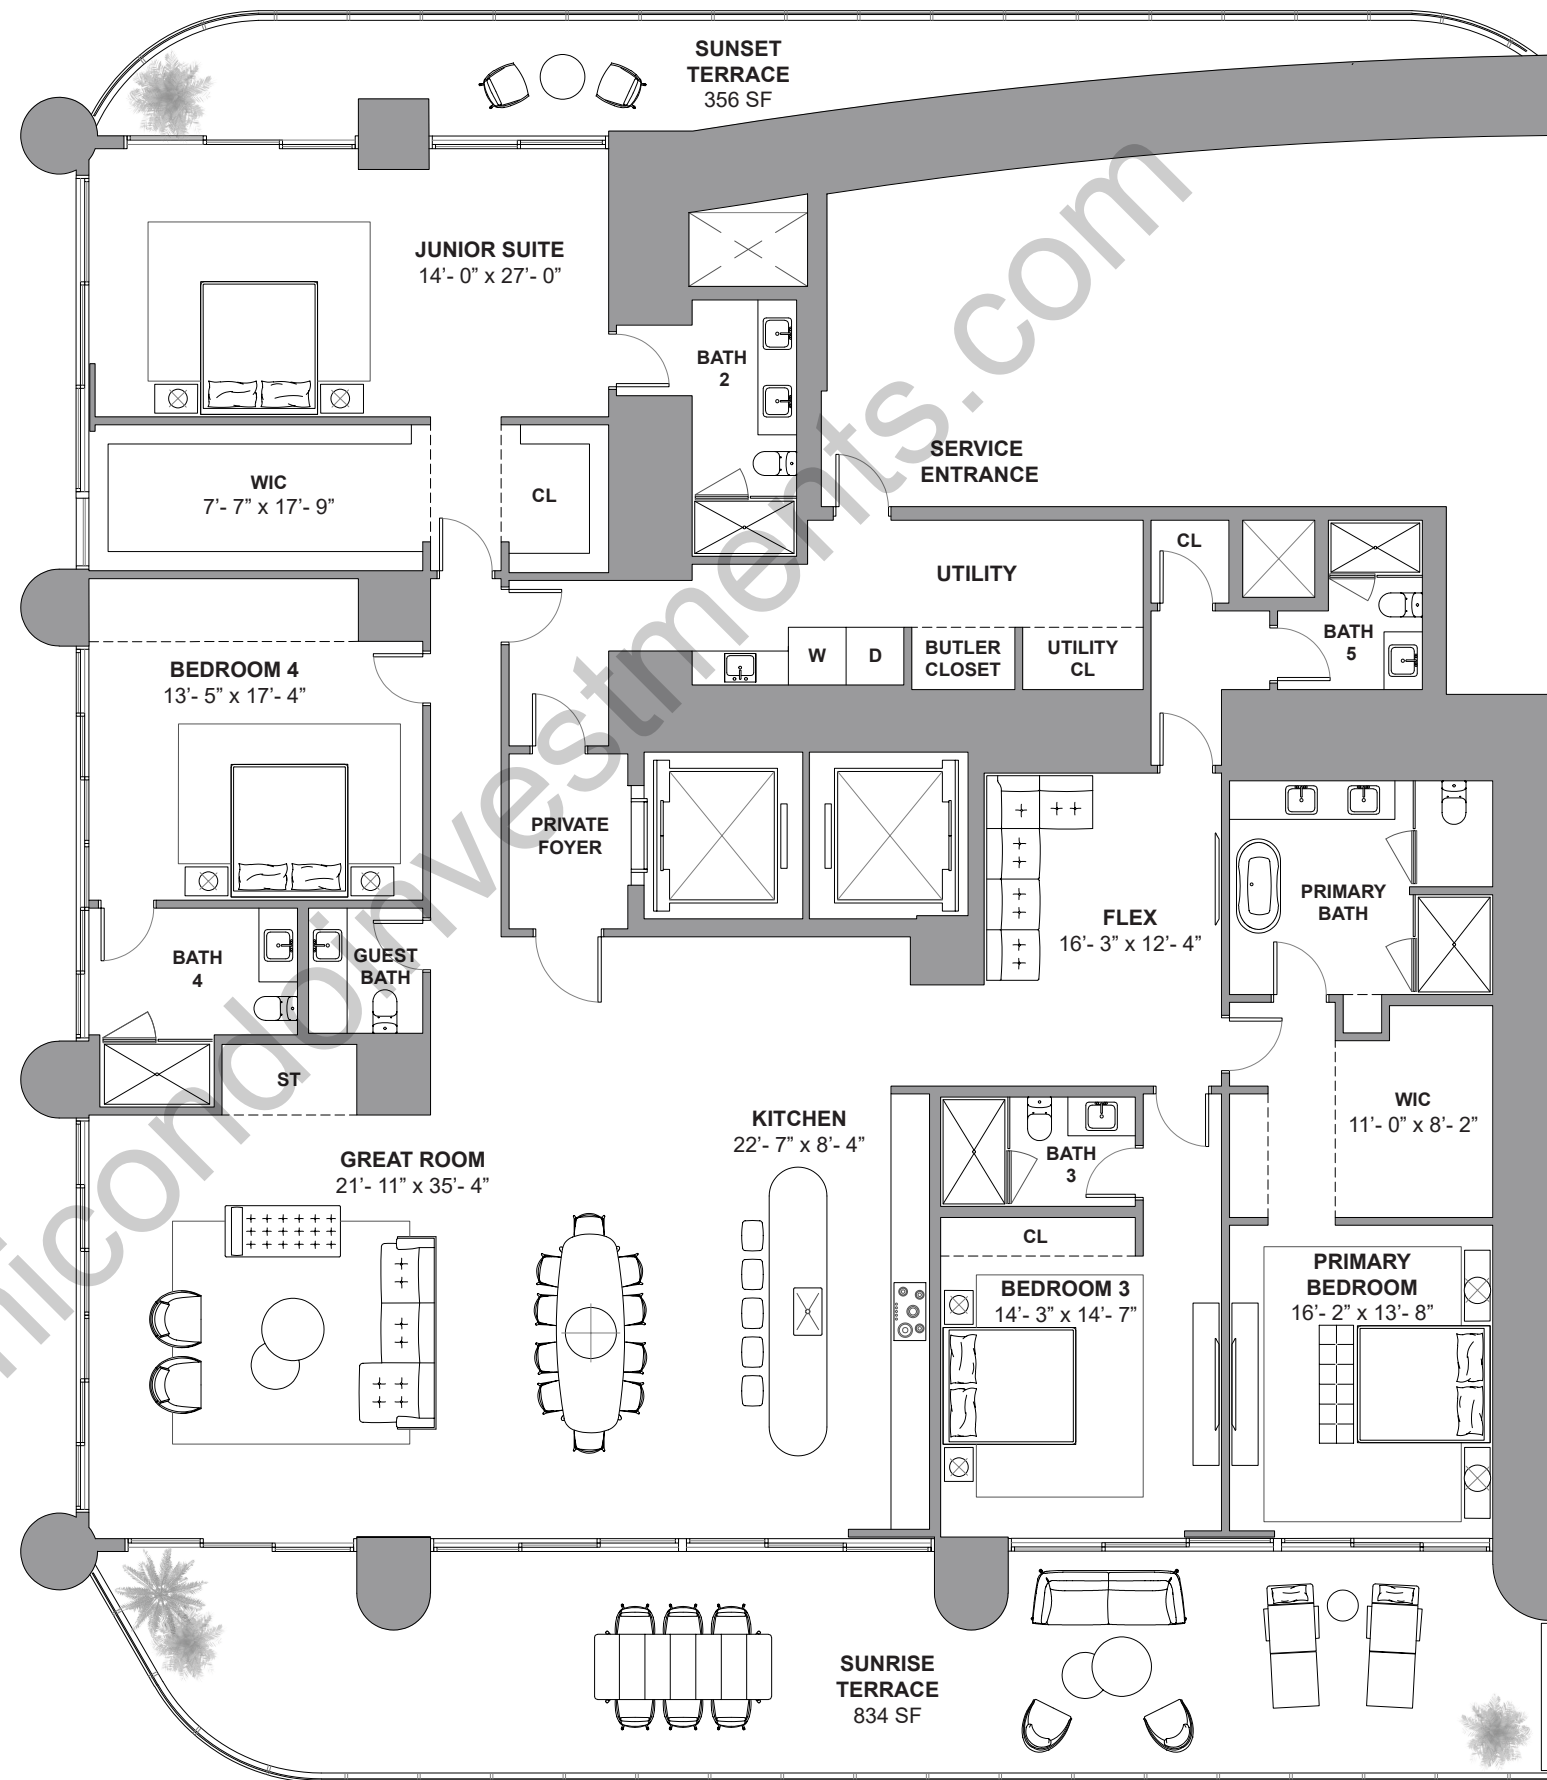 SUNSET
TERRACE
356 SF
JUNIOR SUITE
14’- 0” x 27’- 0”
BATH
2
WIC
7’- 7” x 17’- 9”
CL
SERVICE
ENTRANCE
CL
UTILITY
BATH
5
W
D
BUTLER
CLOSET
UTILITY
CL
BEDROOM 4
13’- 5” x 17’- 4”
PRIVATE
FOYER
PRIMARY
BATH
FLEX
16’- 3” x 12’- 4”
BATH
4
GUEST
BATH
ST
WIC
11’- 0” x 8’- 2”
KITCHEN
22’- 7” x 8’- 4”
BATH
3
GREAT ROOM
21’- 11” x 35’- 4”
CL
BEDROOM 3
14’- 3” x 14’- 7”
PRIMARY
BEDROOM
16’- 2” x 13’- 8”
SUNRISE
TERRACE
834 SF
micondoinvestments.com